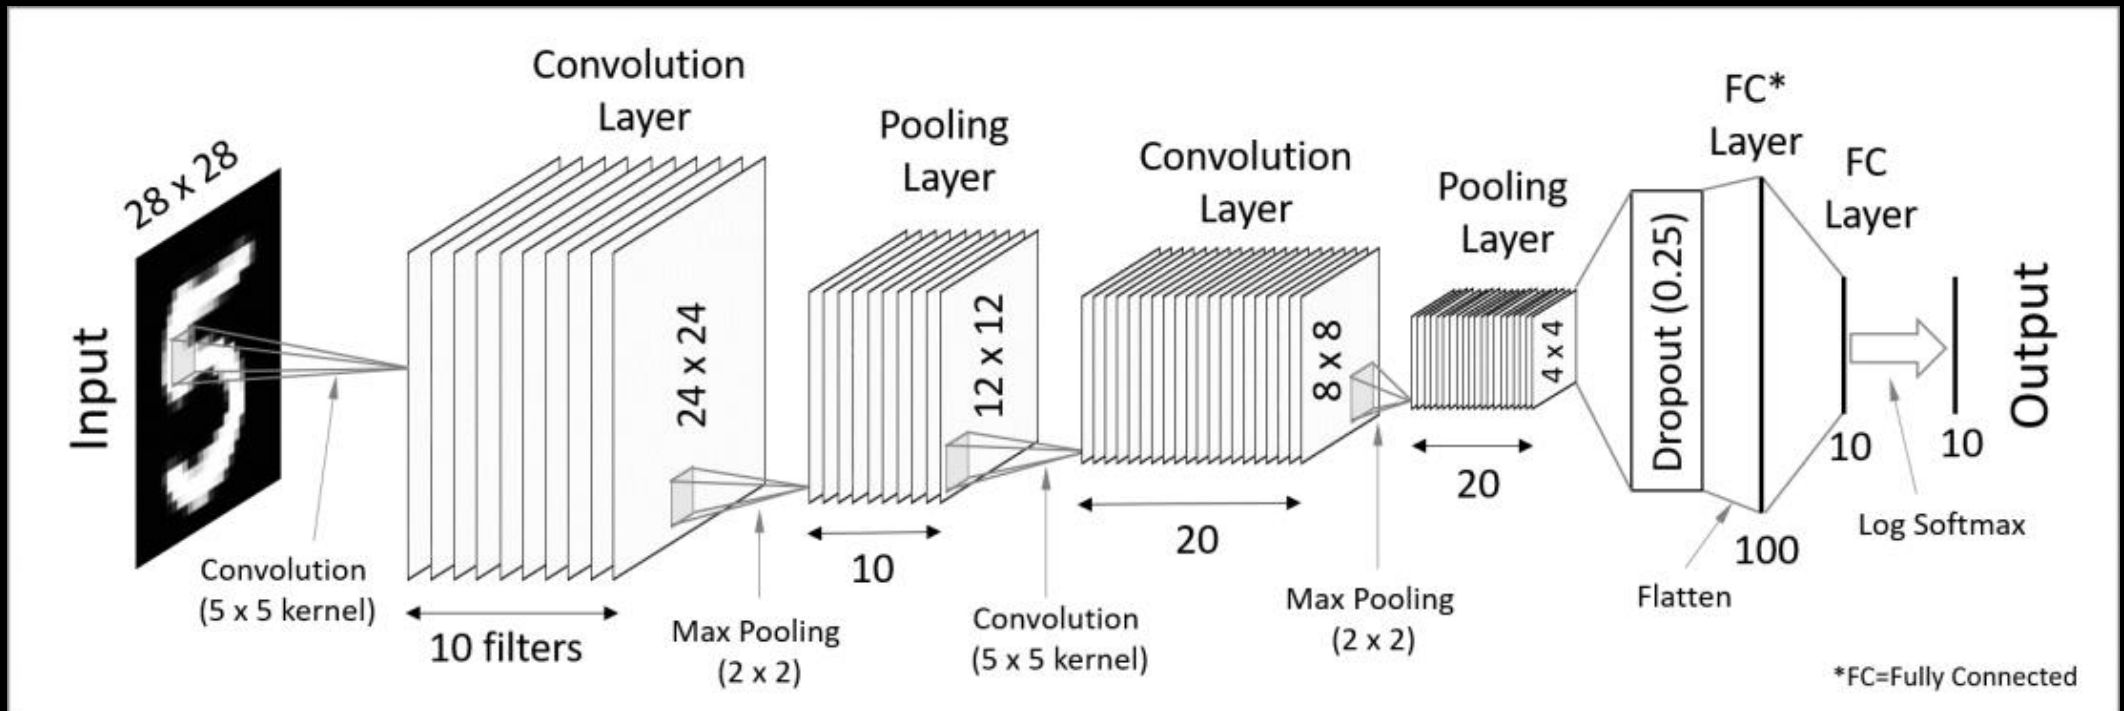 Input
28 x 28
Convolution
(5 x 5 kernel)
Convolution
Layer
24 x 24
10 filters
Max Pooling
(2 x 2)
Pooling
Layer
12 x 12
10
Convolution
(5 x 5 kernel)
Convolution
Layer
8 x 8
20
Max Pooling
(2 x 2)
Pooling
Layer
4 x 4
20
Dropout (0.25)
Flatten
FC*
Layer
100
FC
Layer
10
Log Softmax
10
Output
*FC=Fully Connected
5